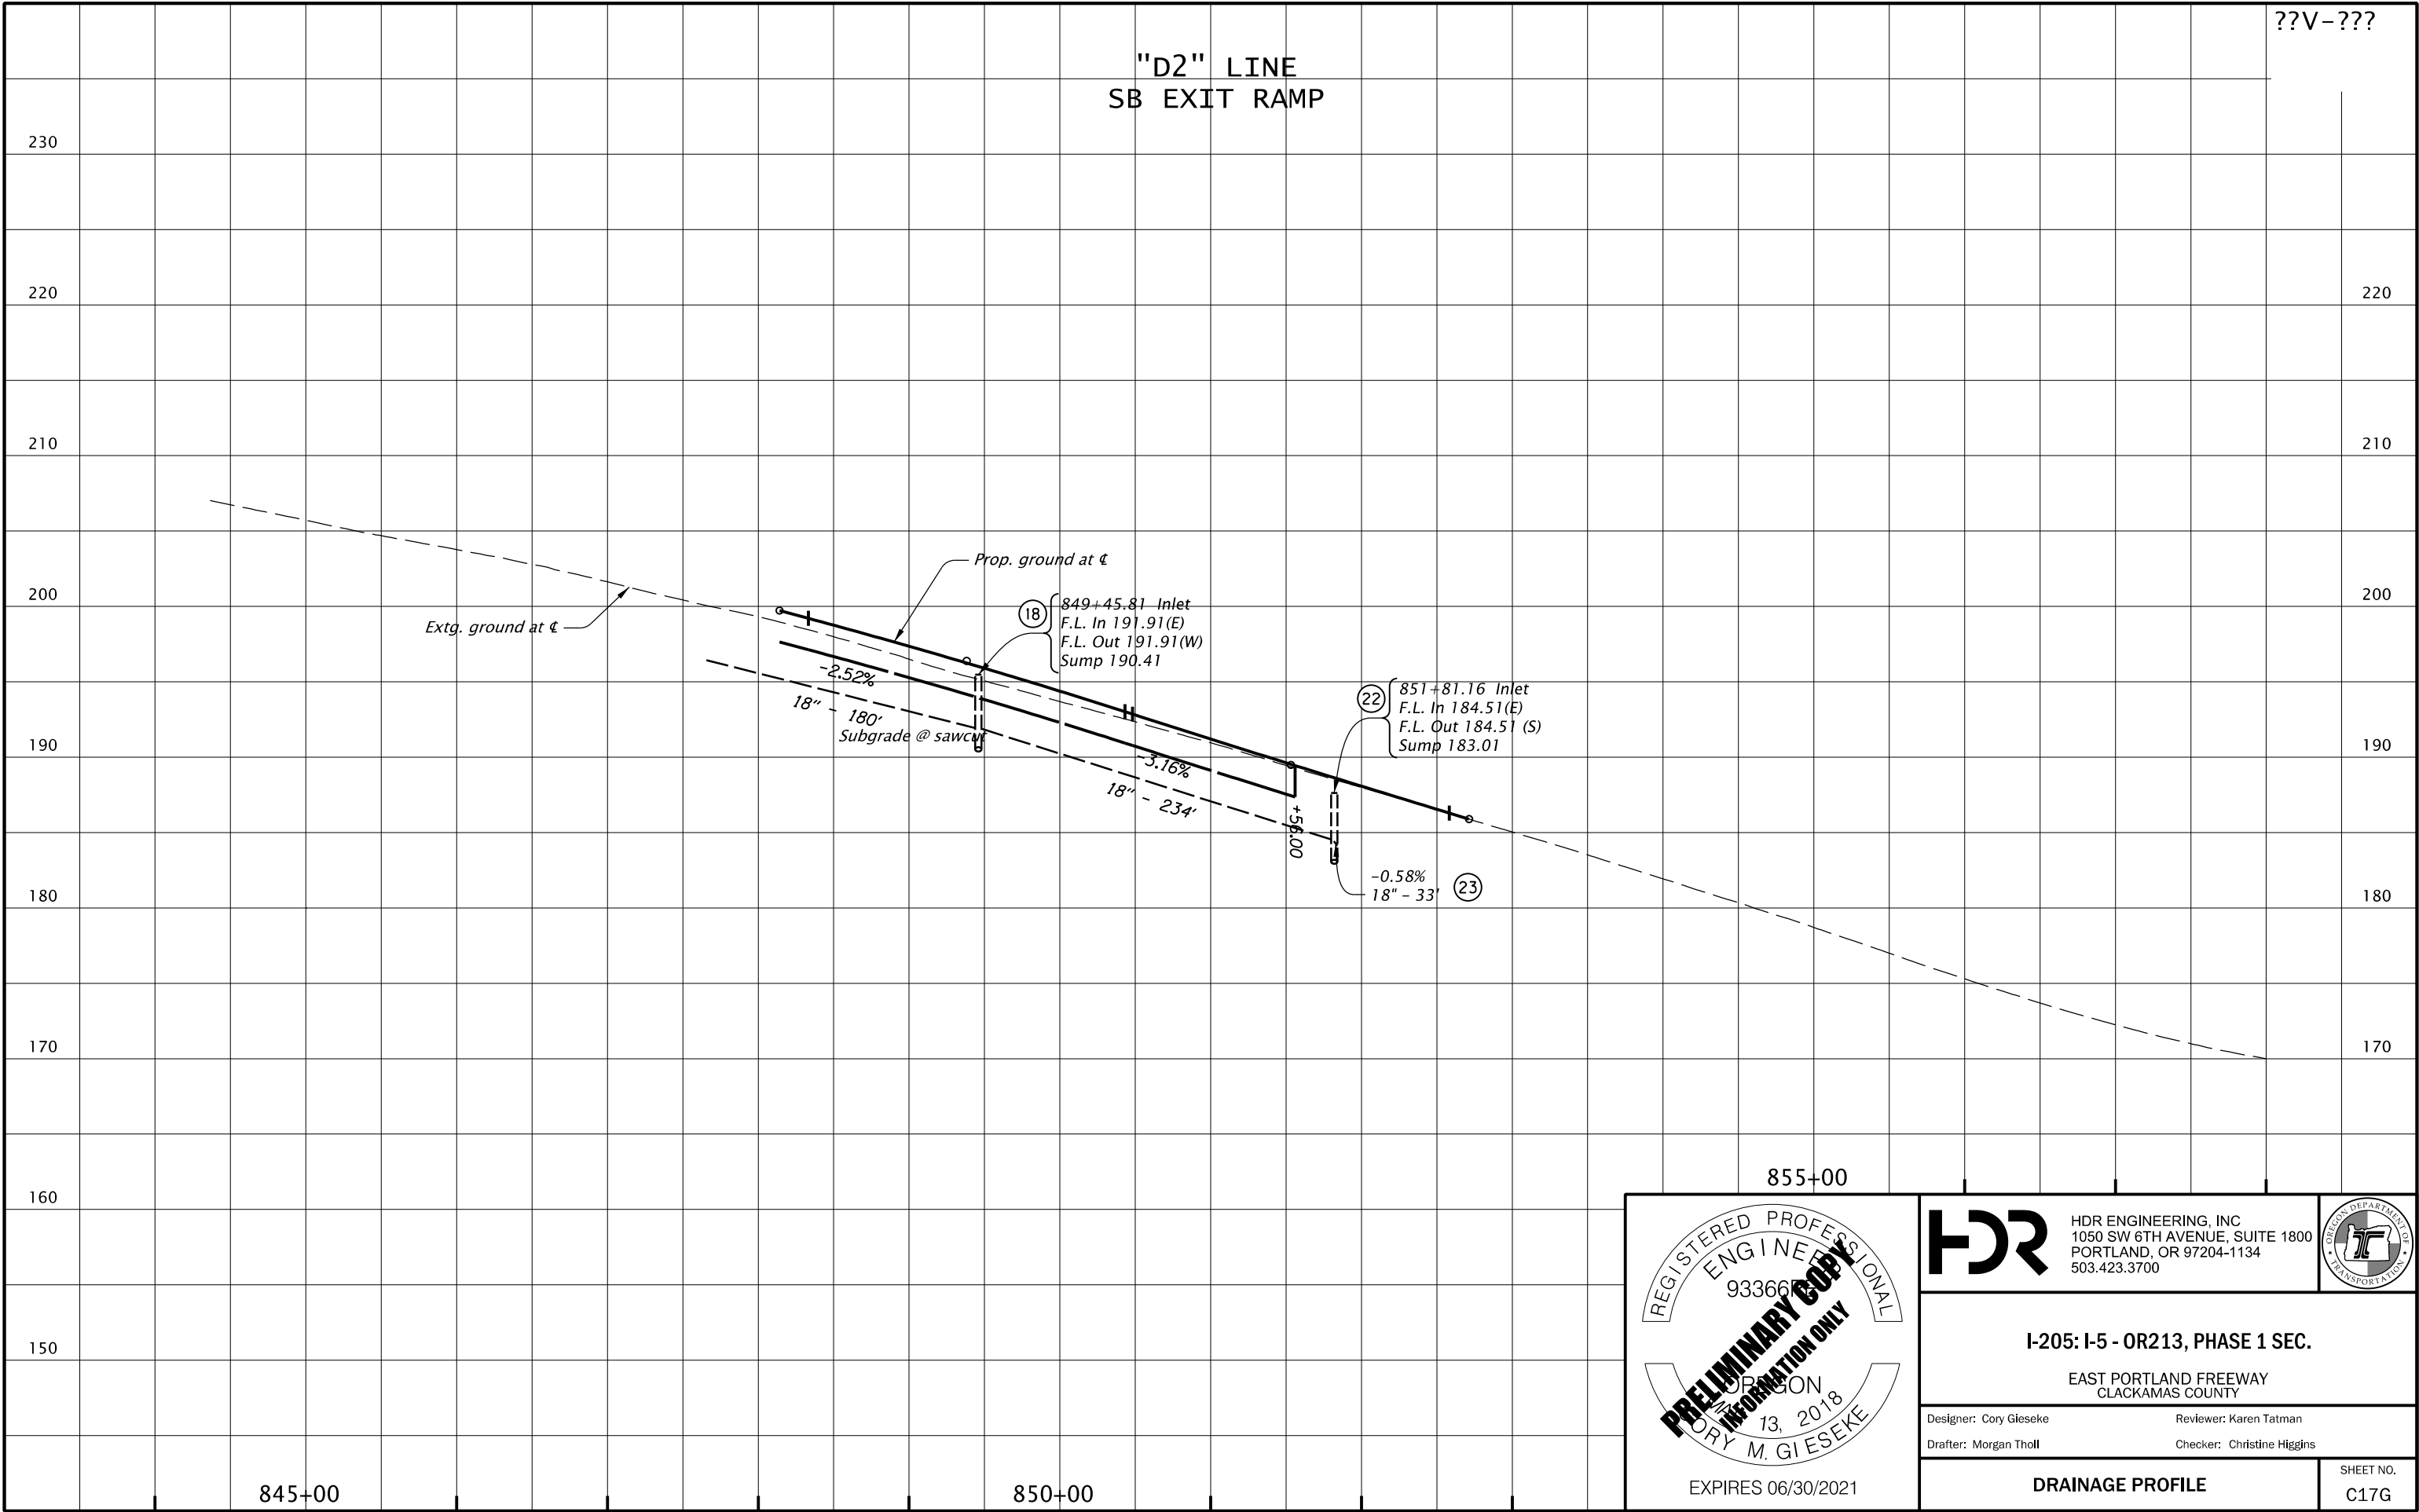 ??V-???
"D2" LINE
SB EXIT RAMP
230
220
220
210
210
200
200
190
190
180
180
170
170
160
150
Prop. ground at ℄
Extg. ground at ℄
18
849+45.81 Inlet
F.L. In 191.91(E)
F.L. Out 191.91(W)
Sump 190.41
-2.52%
18" - 180'
Subgrade @ sawcut
22
851+81.16 Inlet
F.L. In 184.51(E)
F.L. Out 184.51 (S)
Sump 183.01
-3.16%
18" - 234'
+56.00
-0.58%
18" - 33'
23
845+00
850+00
855+00
REGISTERED PROFESSIONAL
ENGINEER
93366
PRELIMINARY COPY
INFORMATION ONLY
OREGON
13, 2018
CORY M. GIESEKE
EXPIRES 06/30/2021
HDR
HDR ENGINEERING, INC
1050 SW 6TH AVENUE, SUITE 1800
PORTLAND, OR 97204-1134
503.423.3700
OREGON DEPARTMENT OF
TRANSPORTATION
I-205: I-5 - OR213, PHASE 1 SEC.
EAST PORTLAND FREEWAY
CLACKAMAS COUNTY
Designer: Cory Gieseke
Reviewer: Karen Tatman
Drafter: Morgan Tholl
Checker: Christine Higgins
DRAINAGE PROFILE
SHEET NO.
C17G